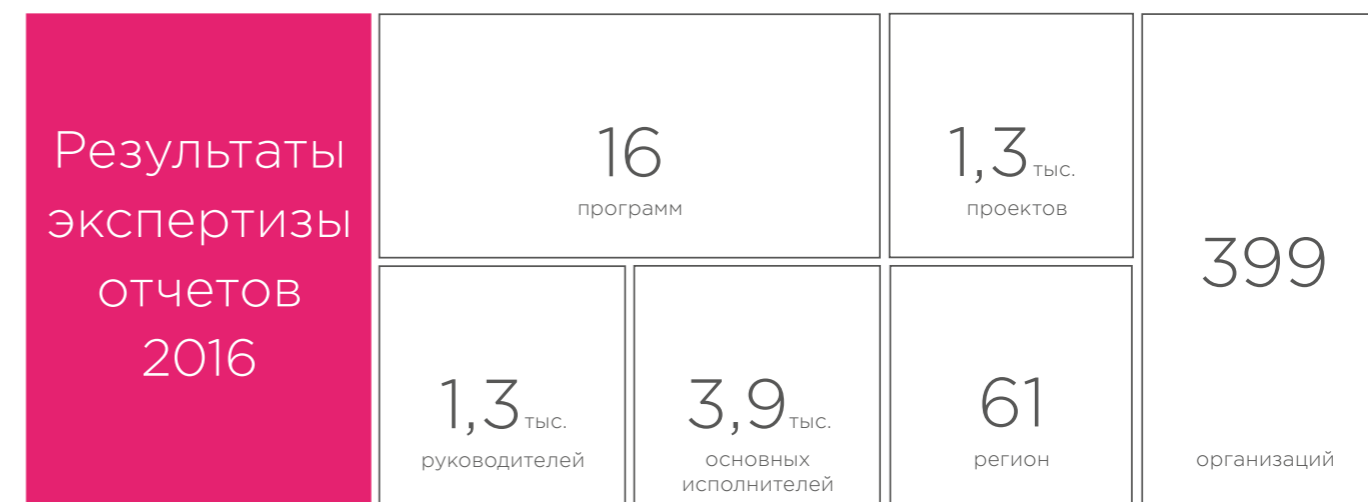 Результаты
экспертизы
отчетов
2016
16
программ
1,3 тыс.
проектов
399
организаций
1,3 тыс.
руководителей
3,9 тыс.
основных
исполнителей
61
регион